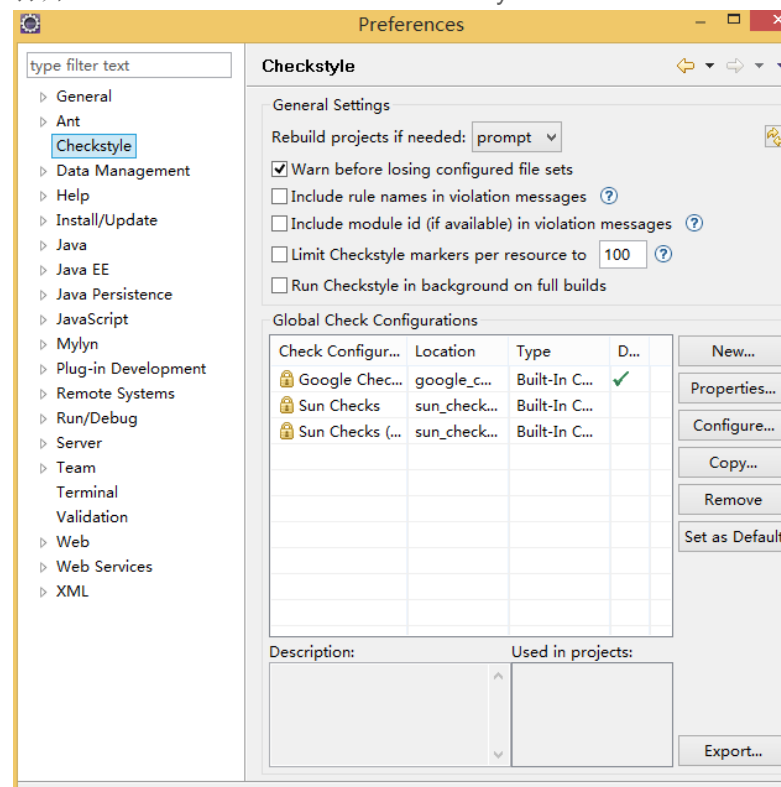 Preferences
type filter text
Checkstyle
General
Ant
Checkstyle
Data Management
Help
Install/Update
Java
Java EE
Java Persistence
JavaScript
Mylyn
Plug-in Development
Remote Systems
Run/Debug
Server
Team
Terminal
Validation
Web
Web Services
XML
General Settings
Rebuild projects if needed: prompt
Warn before losing configured file sets
Include rule names in violation messages ?
Include module id (if available) in violation messages ?
Limit Checkstyle markers per resource to 100 ?
Run Checkstyle in background on full builds
Global Check Configurations
Check Configur... Location Type D...
Google Chec... google_c... Built-In C...
Sun Checks sun_check... Built-In C...
Sun Checks (... sun_check... Built-In C...
New...
Properties...
Configure...
Copy...
Remove
Set as Default
Description:
Used in projects:
Export...